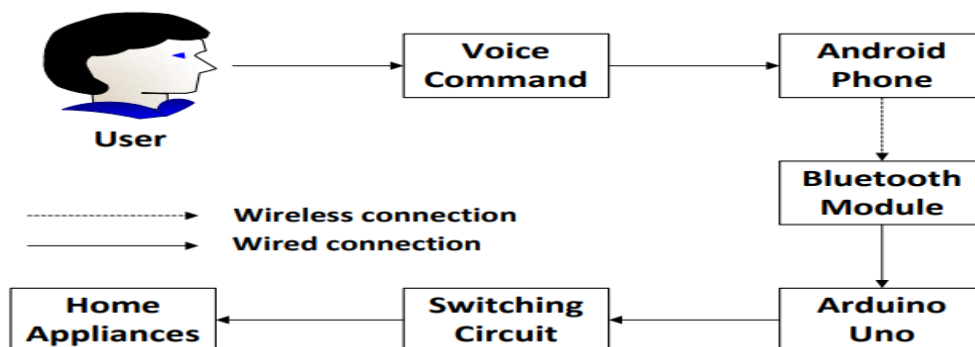 Voice
Command
Android
Phone
User
Bluetooth
Module
Wireless connection
Wired connection
Home
Appliances
Switching
Circuit
Arduino
Uno